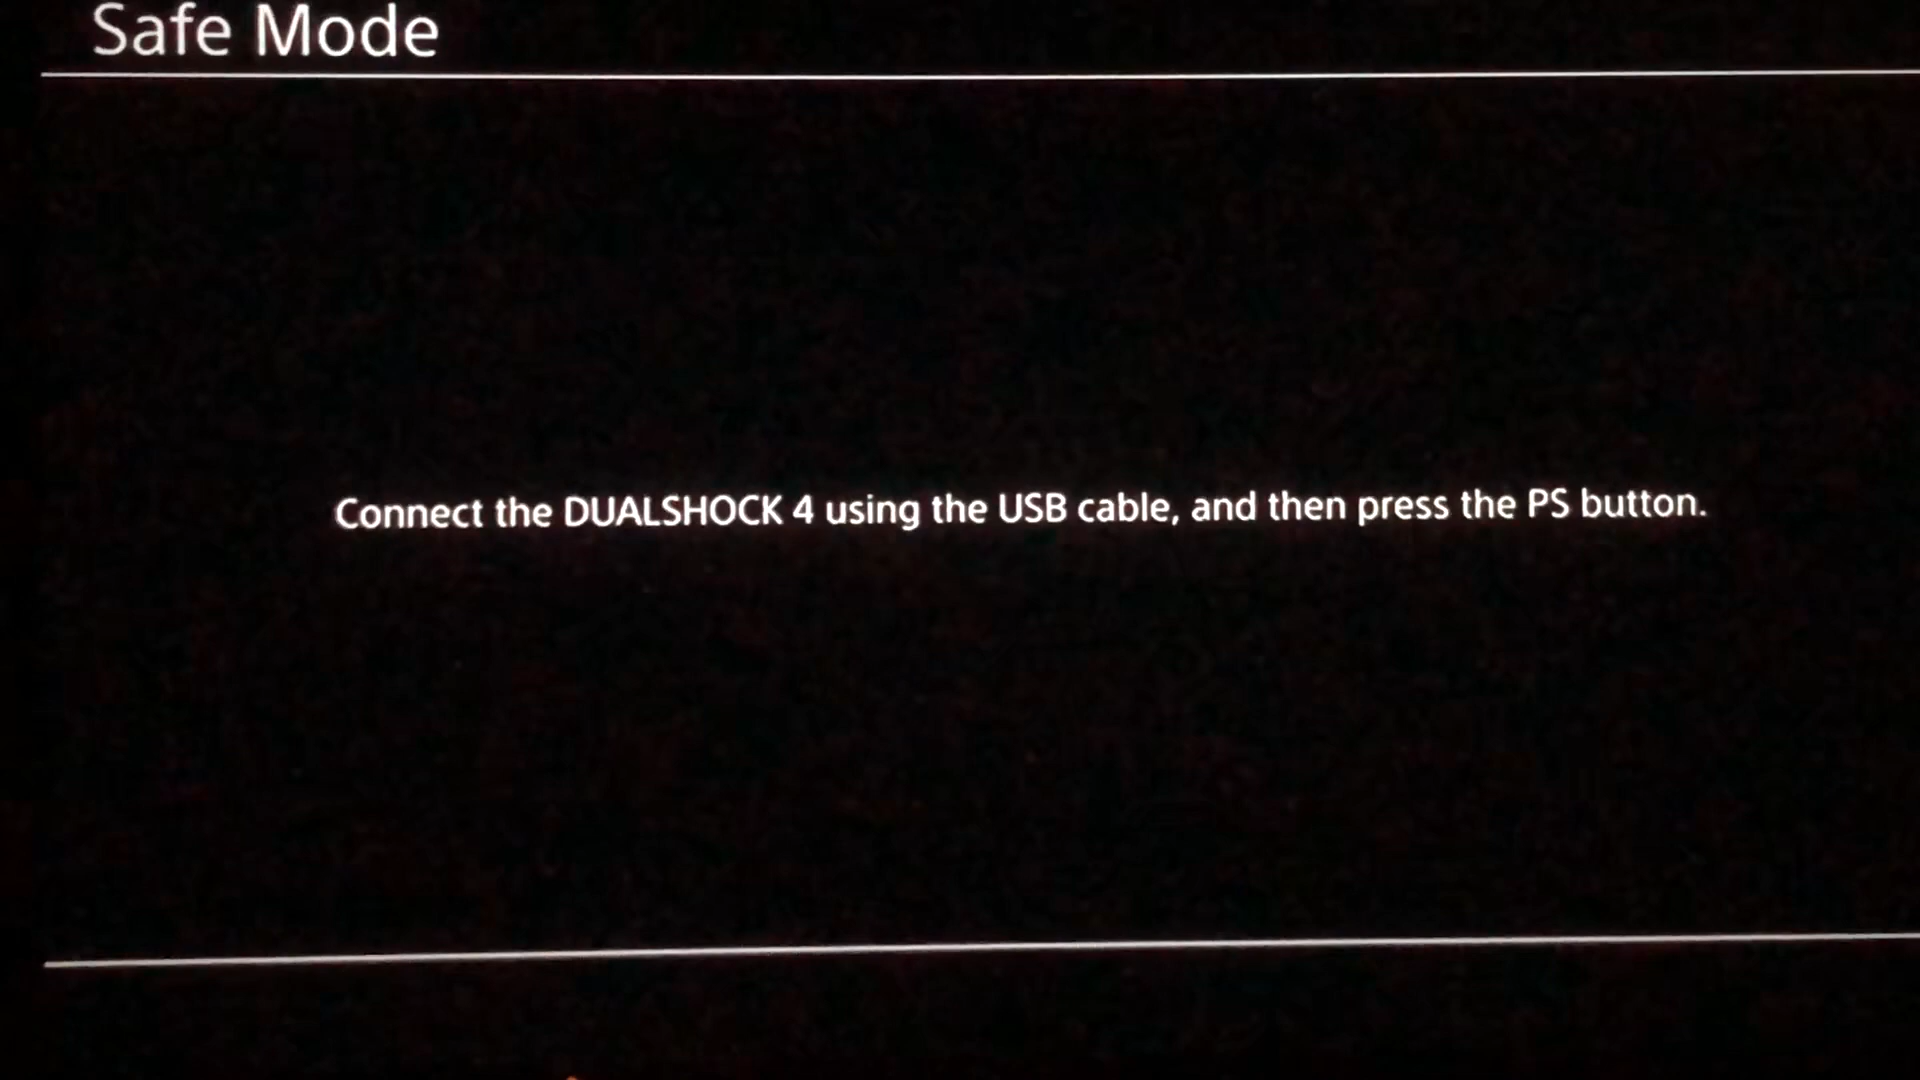 Safe Mode
Connect the DUALSHOCK 4 using the USB cable, and then press the PS button.